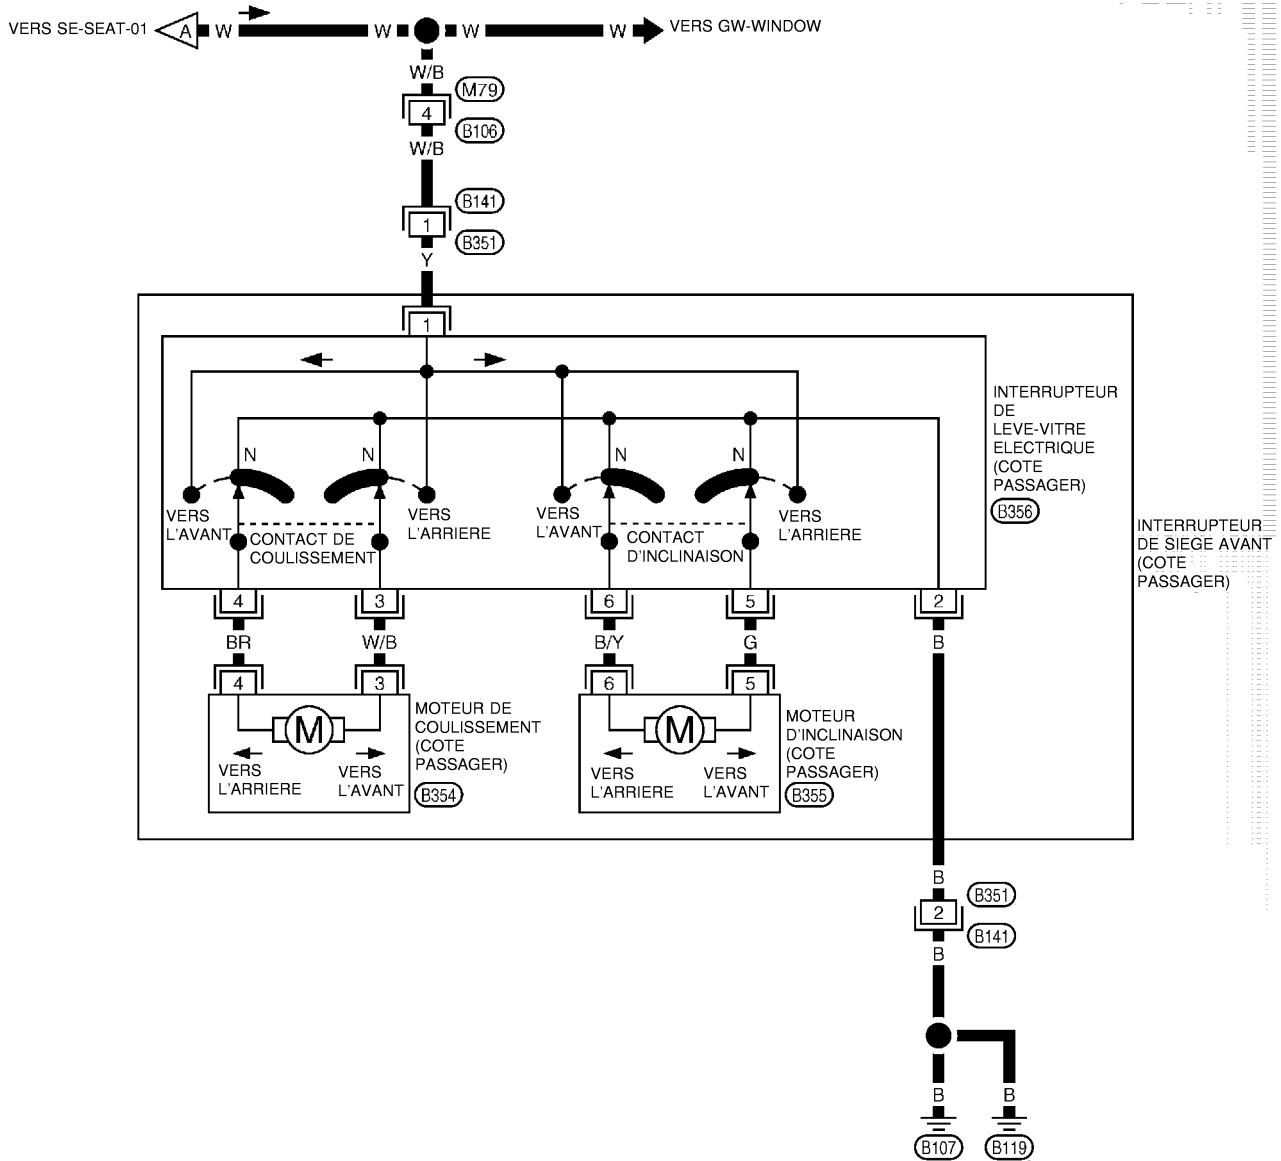 VERS SE-SEAT-01
A
W
W
W
W
VERS GW-WINDOW
W/B
M79
4
B106
W/B
B141
1
B351
Y
1
INTERRUPTEUR
DE
LEVE-VITRE
ELECTRIQUE
(COTE
PASSAGER)
B356
N
N
N
N
VERS
L'AVANT
CONTACT DE
COULISSEMENT
VERS
L'ARRIERE
VERS
L'AVANT
CONTACT
D'INCLINAISON
VERS
L'ARRIERE
INTERRUPTEUR
DE SIEGE AVANT
(COTE
PASSAGER)
4
3
6
5
2
BR
W/B
B/Y
G
B
4
3
6
5
M
VERS
L'ARRIERE
VERS
L'AVANT
MOTEUR DE
COULISSEMENT
(COTE
PASSAGER)
B354
M
VERS
L'ARRIERE
VERS
L'AVANT
MOTEUR
D'INCLINAISON
(COTE
PASSAGER)
B355
B
B351
2
B141
B
B
B
B107
B119